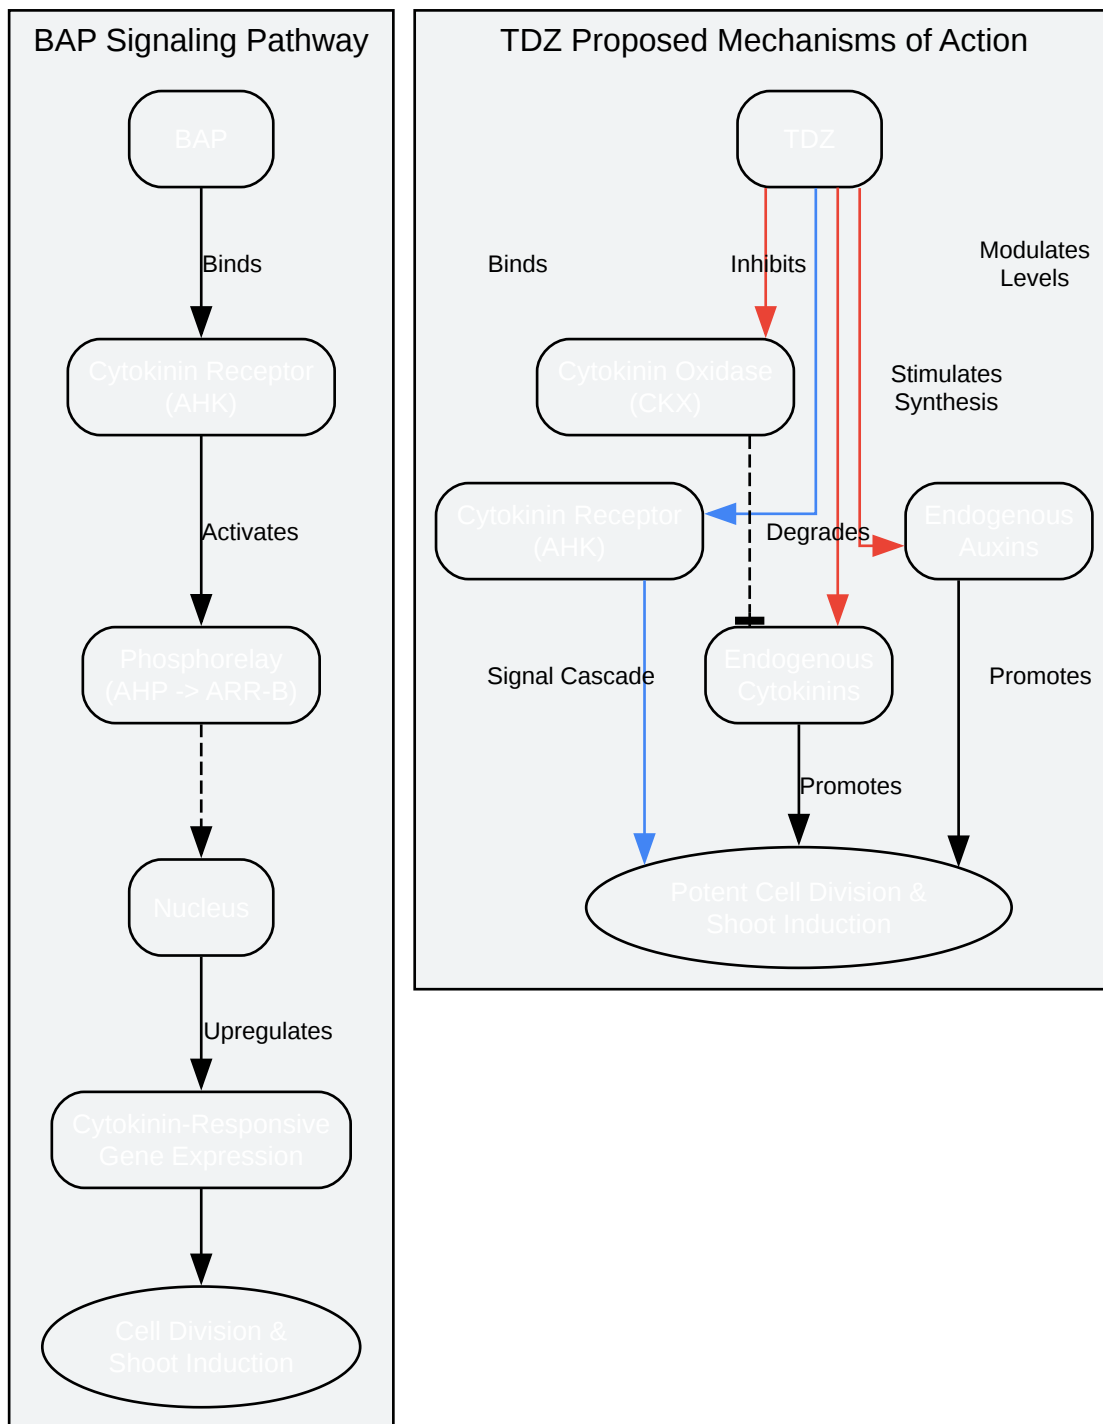 BAP Signaling Pathway
BAP
Binds
Cytokinin Receptor
(AHK)
Activates
Phosphorelay
(AHP -> ARR-B)
Nucleus
Upregulates
Cytokinin-Responsive
Gene Expression
Cell Division &
Shoot Induction
TDZ Proposed Mechanisms of Action
TDZ
Binds
Inhibits
Modulates
Levels
Cytokinin Oxidase
(CKX)
Stimulates
Synthesis
Cytokinin Receptor
(AHK)
Degrades
Endogenous
Auxins
Signal Cascade
Endogenous
Cytokinins
Promotes
Promotes
Potent Cell Division &
Shoot Induction